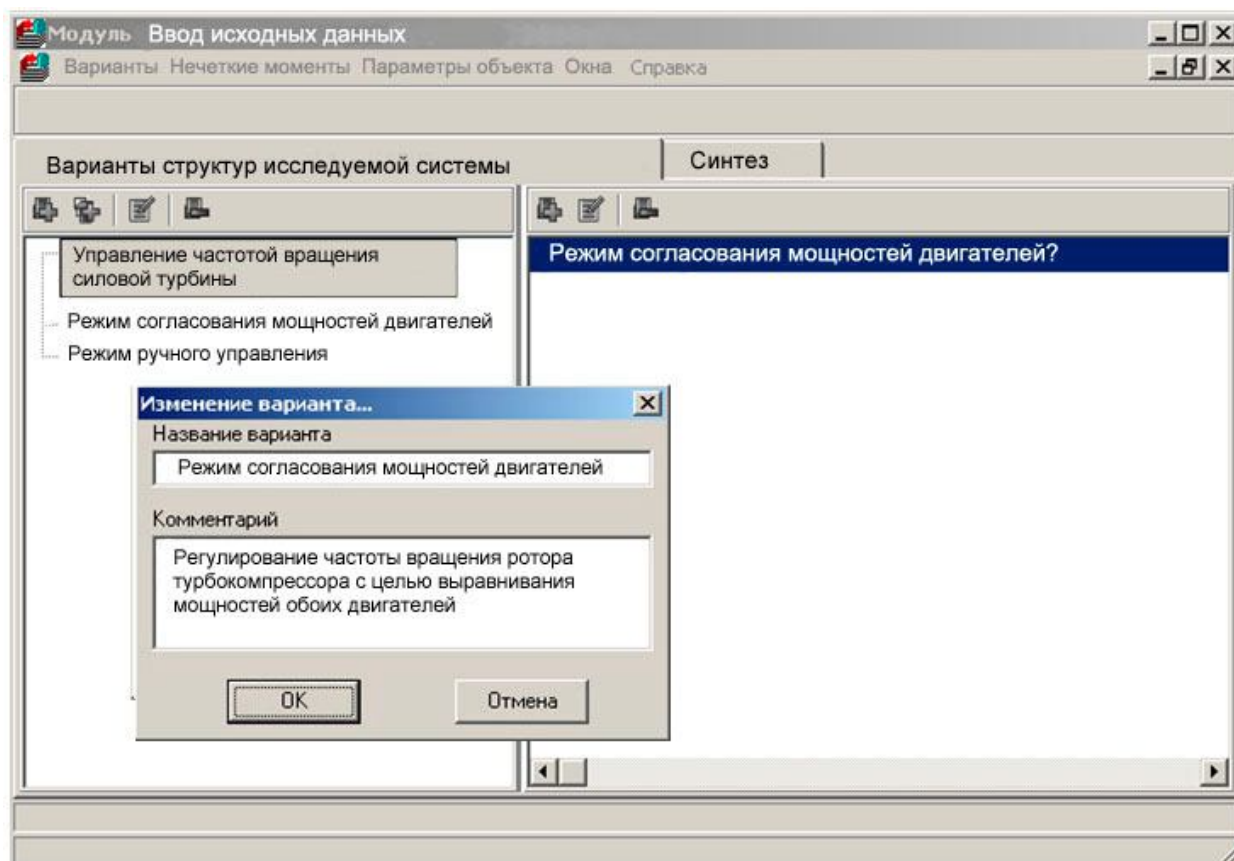 Модуль Ввод исходных данных
Варианты Нечеткие моменты Параметры объекта Окна Справка
Варианты структур исследуемой системы
Синтез
Управление частотой вращения
силовой турбины
Режим согласования мощностей двигателей
Режим ручного управления
Режим согласования мощностей двигателей?
Изменение варианта...
Название варианта
Режим согласования мощностей двигателей
Комментарий
Регулирование частоты вращения ротора
турбокомпрессора с целью выравнивания
мощностей обоих двигателей
OK
Отмена